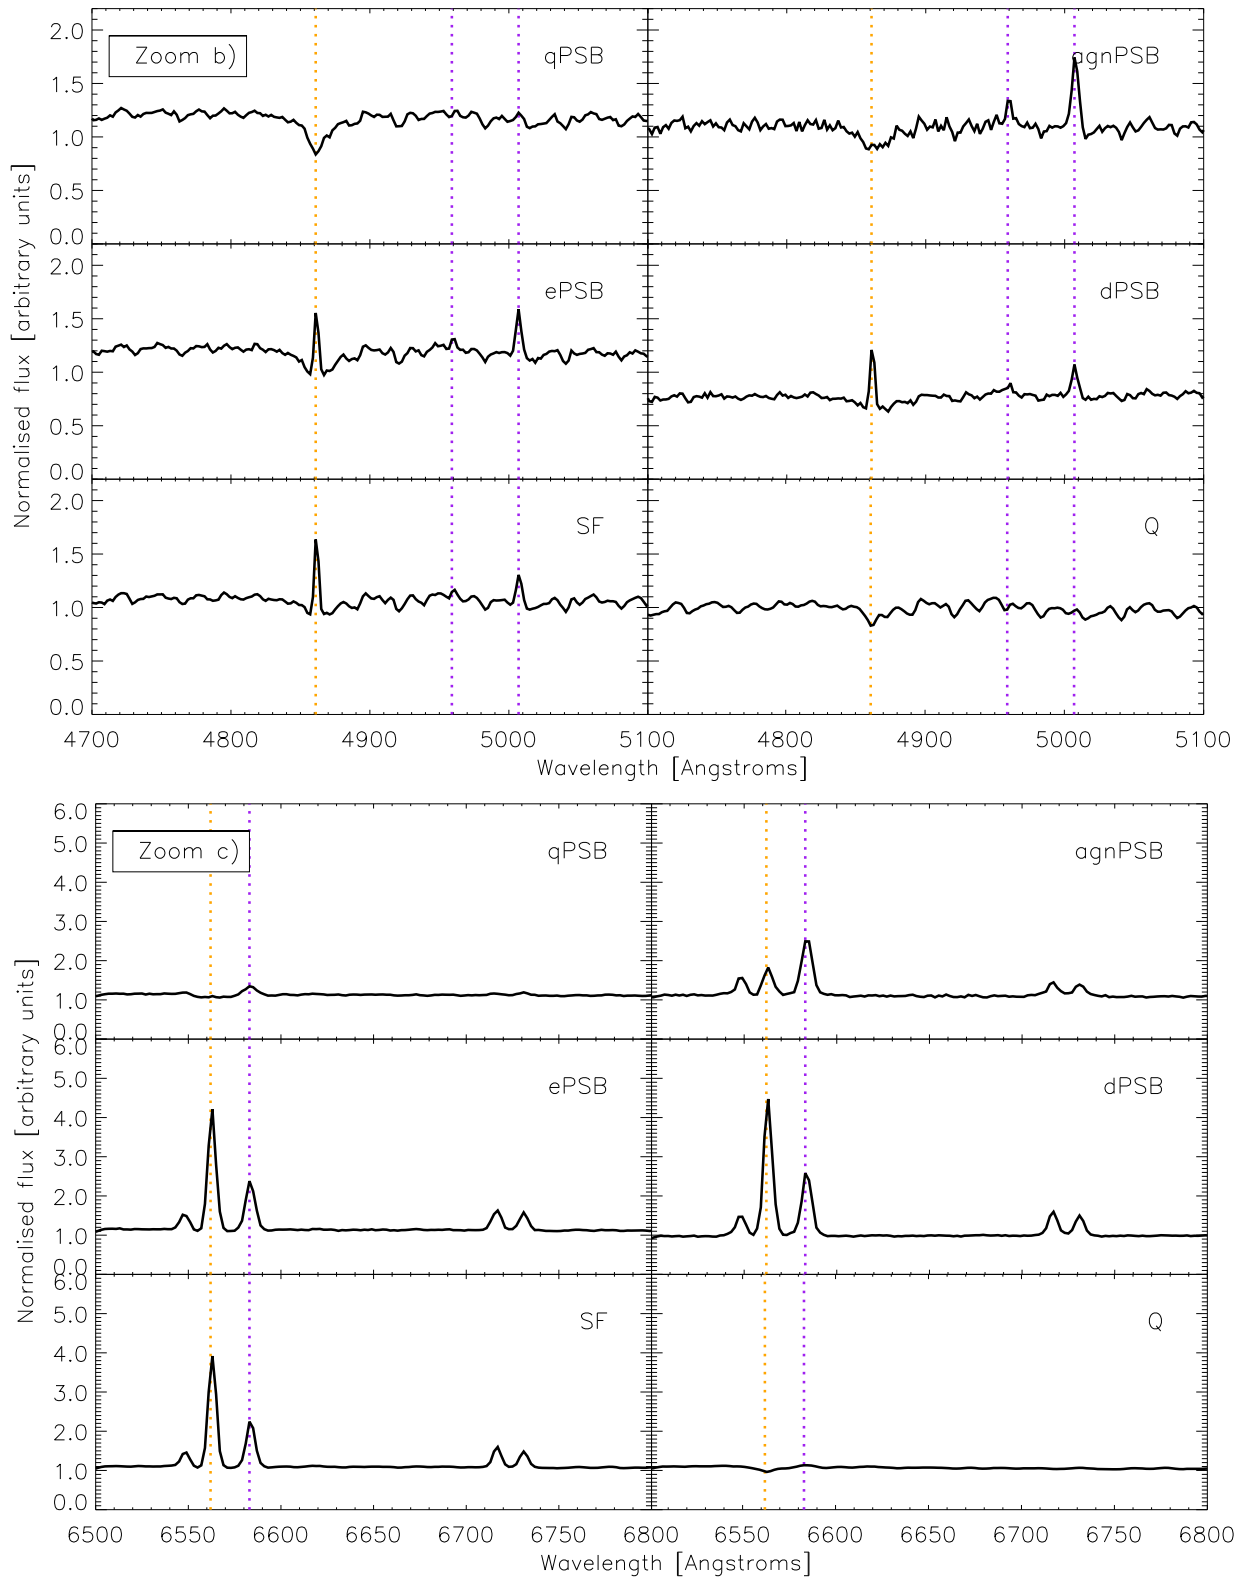 Zoom b)
qPSB
agnPSB
2.0
1.5
1.0
0.5
0.0
ePSB
dPSB
2.0
1.5
1.0
0.5
0.0
SF
Q
2.0
1.5
1.0
0.5
0.0
Normalised flux [arbitrary units]
4700 4800 4900 5000 5100 4800 4900 5000 5100
Wavelength [Angstroms]
Zoom c)
qPSB
agnPSB
6.0
5.0
4.0
3.0
2.0
1.0
0.0
ePSB
dPSB
6.0
5.0
4.0
3.0
2.0
1.0
0.0
SF
Q
6.0
5.0
4.0
3.0
2.0
1.0
0.0
Normalised flux [arbitrary units]
6500 6550 6600 6650 6700 6750 6800 6550 6600 6650 6700 6750 6800
Wavelength [Angstroms]